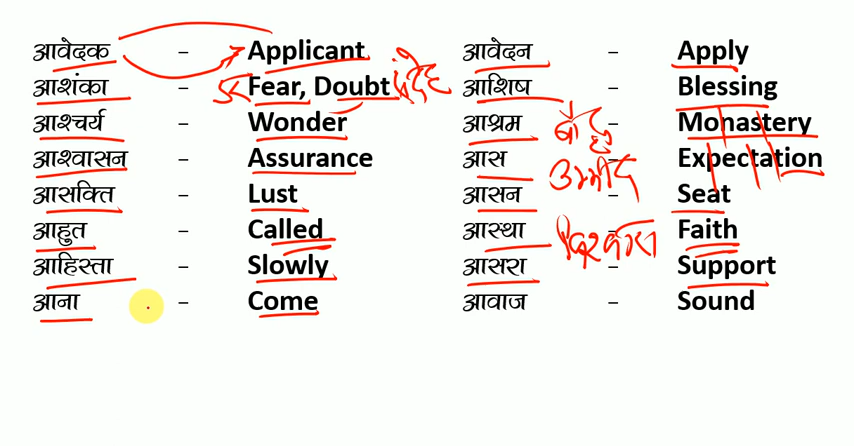 आवेदक - Applicant आवेदन - Apply
आशंका - डर Fear, Doubt संदेह आशिष - Blessing
आश्चर्य - Wonder आश्रम - Monastery
आश्वासन - Assurance आस - उम्मीद Expectation
आसक्ति - Lust आसन - Seat
आहुत - Called आस्था - Faith
आहिस्ता - Slowly आसरा - Support
आना - Come आवाज - Sound